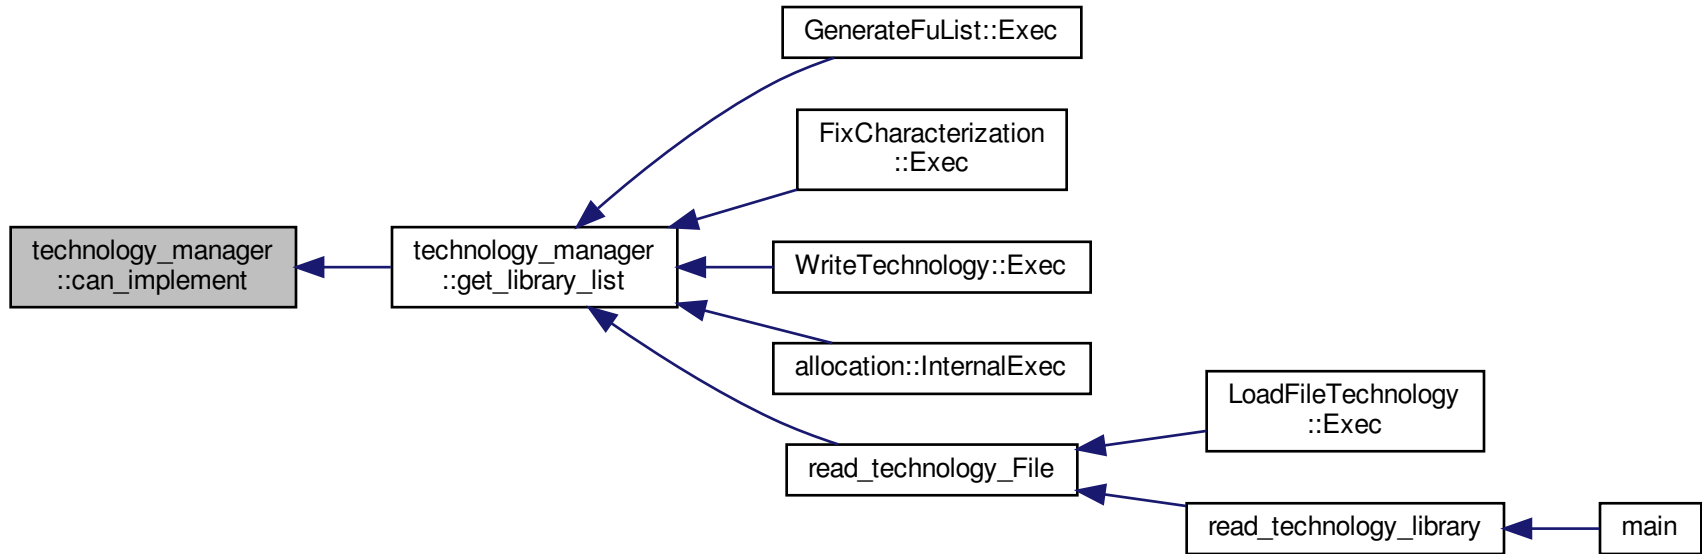 GenerateFuList::Exec
FixCharacterization
::Exec
technology_manager
::can_implement
technology_manager
::get_library_list
WriteTechnology::Exec
allocation::InternalExec
LoadFileTechnology
::Exec
read_technology_File
read_technology_library
main